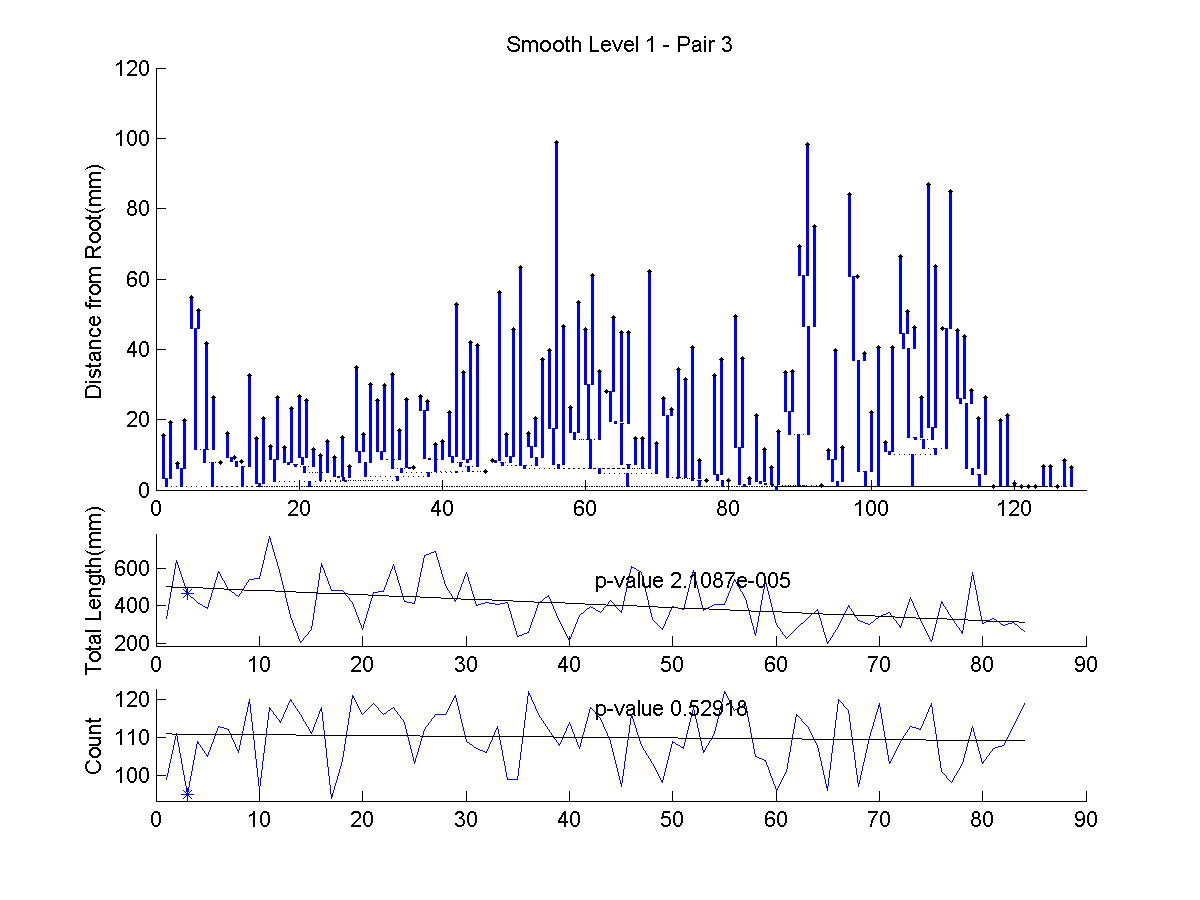 Smooth Level 1 - Pair 3
Distance from Root(mm)
120
100
80
60
40
20
0
0 20 40 60 80 100 120
Total Length(mm)
600
400
200
p-value 2.1087e-005
0 10 20 30 40 50 60 70 80 90
Count
120
110
100
p-value 0.52918
0 10 20 30 40 50 60 70 80 90